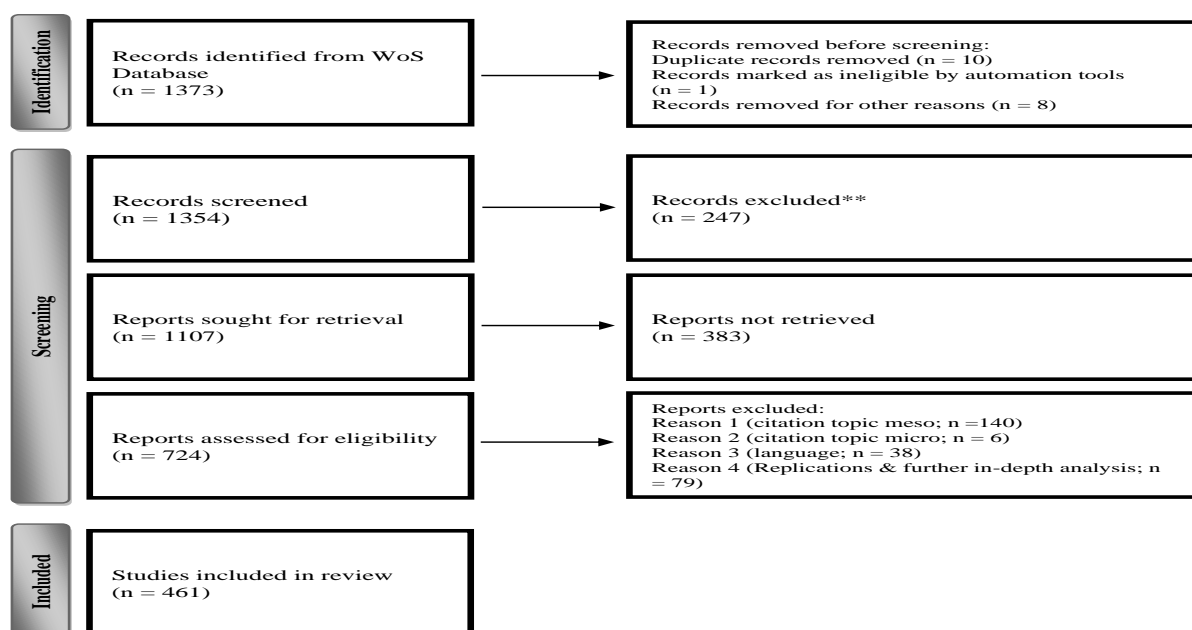 Identification
Records identified from WoS
Database
(n = 1373)
Records removed before screening:
Duplicate records removed (n = 10)
Records marked as ineligible by automation tools
(n = 1)
Records removed for other reasons (n = 8)
Screening
Records screened
(n = 1354)
Records excluded**
(n = 247)
Reports sought for retrieval
(n = 1107)
Reports not retrieved
(n = 383)
Reports assessed for eligibility
(n = 724)
Reports excluded:
Reason 1 (citation topic meso; n =140)
Reason 2 (citation topic micro; n = 6)
Reason 3 (language; n = 38)
Reason 4 (Replications & further in-depth analysis; n
= 79)
Included
Studies included in review
(n = 461)